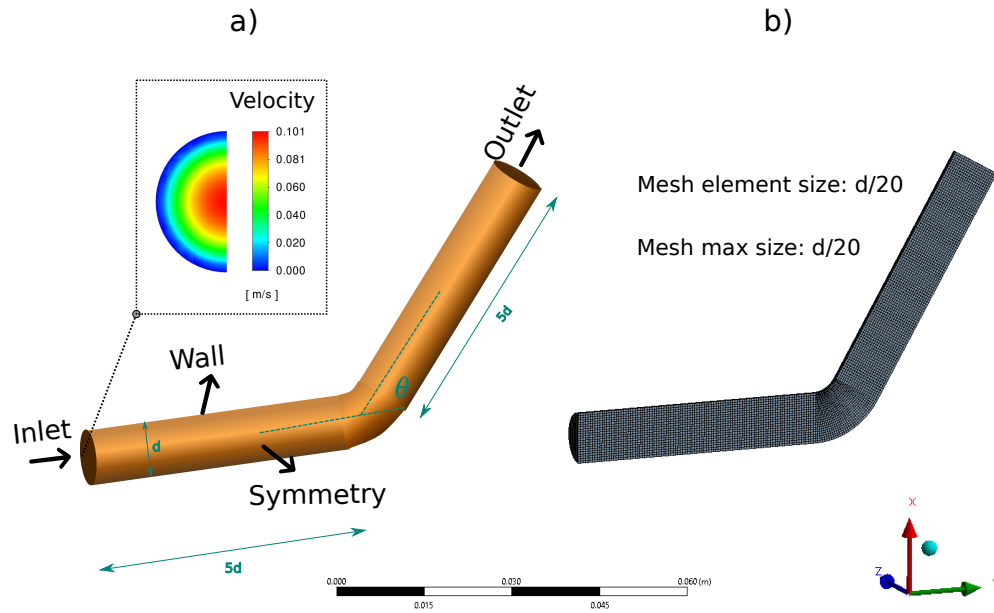 a)
b)
Velocity
0.101
0.081
0.060
0.040
0.020
0.000
[ m/s ]
Outlet
Mesh element size: d/20
Mesh max size: d/20
5d
Wall
θ
Inlet
d
Symmetry
5d
0.000
0.030
0.060 (m)
0.015
0.045
X
Z